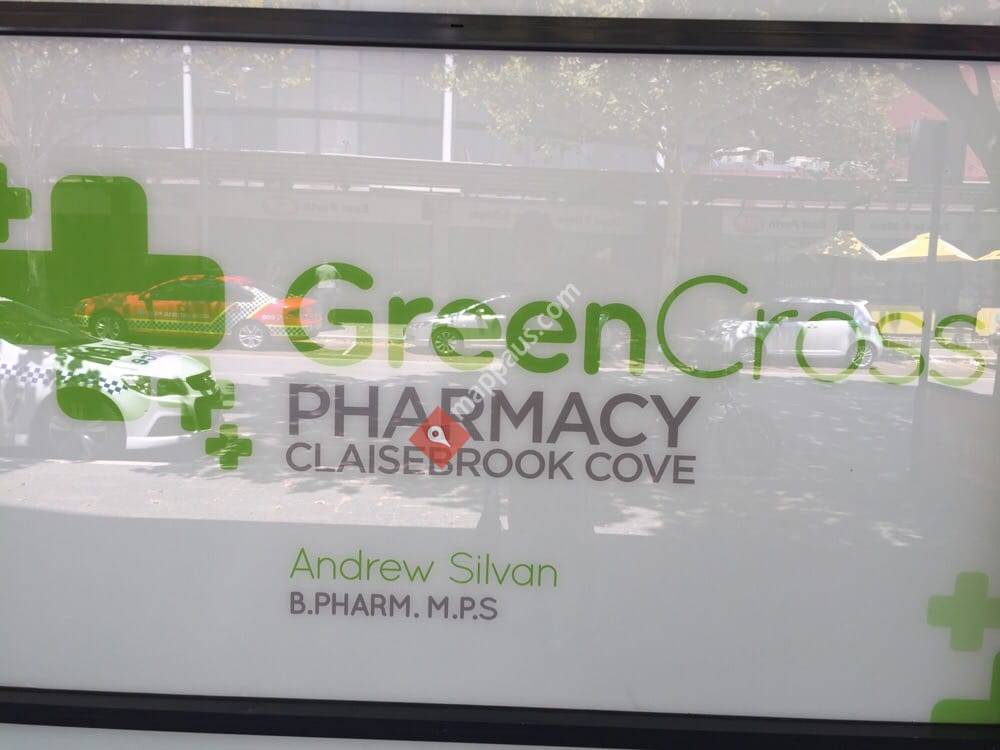 GreenCross
PHARMACY
CLAISEBROOK COVE
Andrew Silvan
B.PHARM. M.P.S
mappaus.com